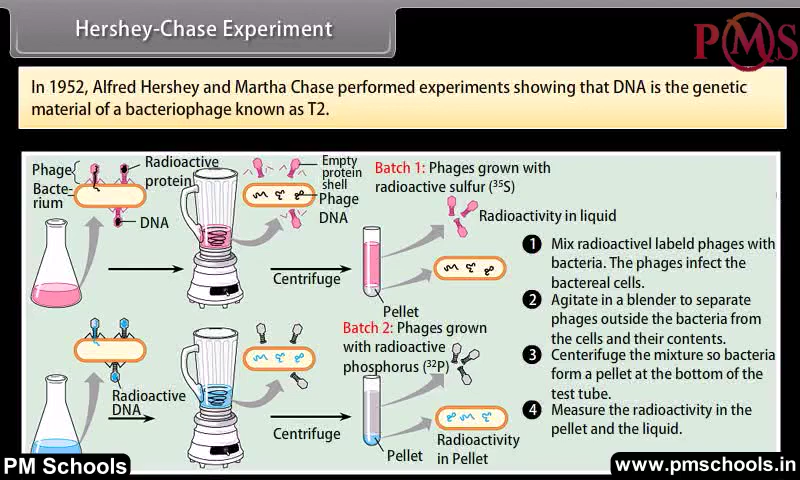 Hershey-Chase Experiment
PMS
In 1952, Alfred Hershey and Martha Chase performed experiments showing that DNA is the genetic
material of a bacteriophage known as T2.
Phage
Bacte-
rium
Radioactive
protein
DNA
Empty
protein
shell
Phage
DNA
Centrifuge
Batch 1: Phages grown with
radioactive sulfur (³⁵S)
Radioactivity in liquid
Pellet
Radioactive
DNA
Centrifuge
Batch 2: Phages grown
with radioactive
phosphorus (³²P)
Pellet
Radioactivity
in Pellet
1 Mix radioactivel labeld phages with
bacteria. The phages infect the
bactereal cells.
2 Agitate in a blender to separate
phages outside the bacteria from
the cells and their contents.
3 Centerifuge the mixture so bacteria
form a pellet at the bottom of the
test tube.
4 Measure the radioactivity in the
pellet and the liquid.
PM Schools
www.pmschools.in